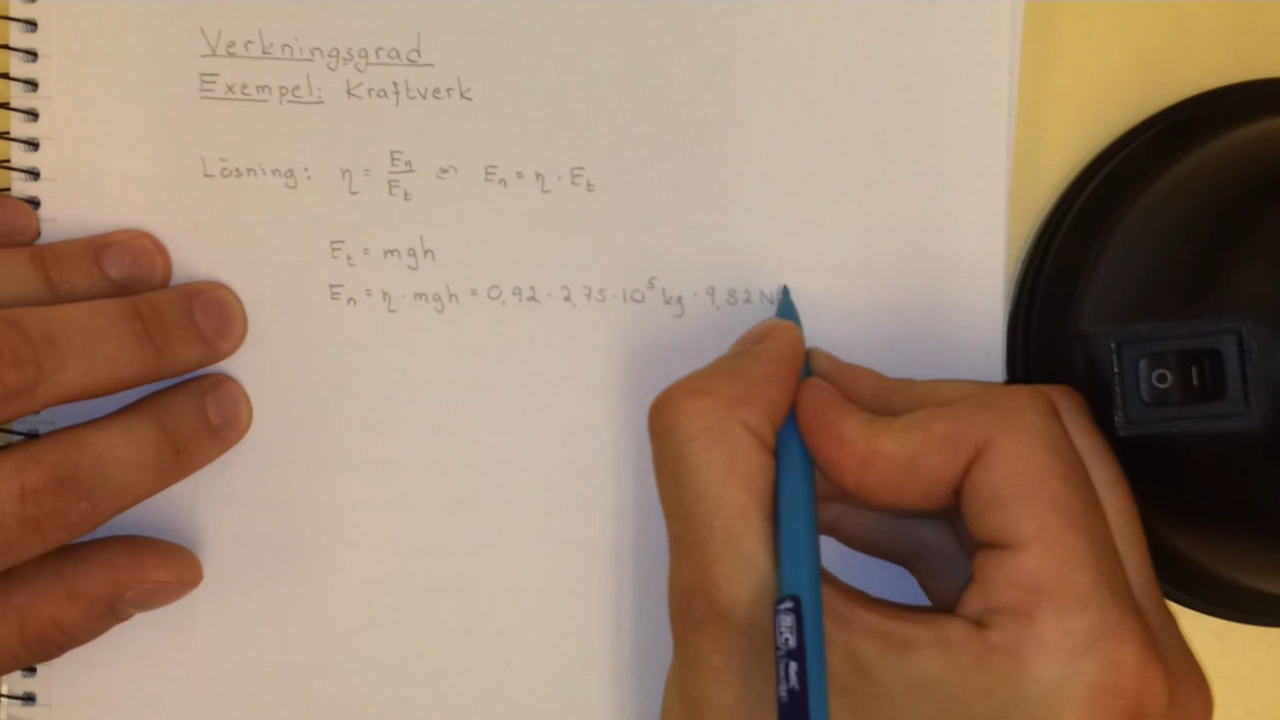 Verkningsgrad
Exempel: Kraftverk
Lösning: η = Eₙ/Eₜ ⇔ Eₙ = η · Eₜ
Eₜ = mgh
Eₙ = η · mgh = 0,92 · 2,75 · 10⁵ kg · 9,82 N
BIC
O I